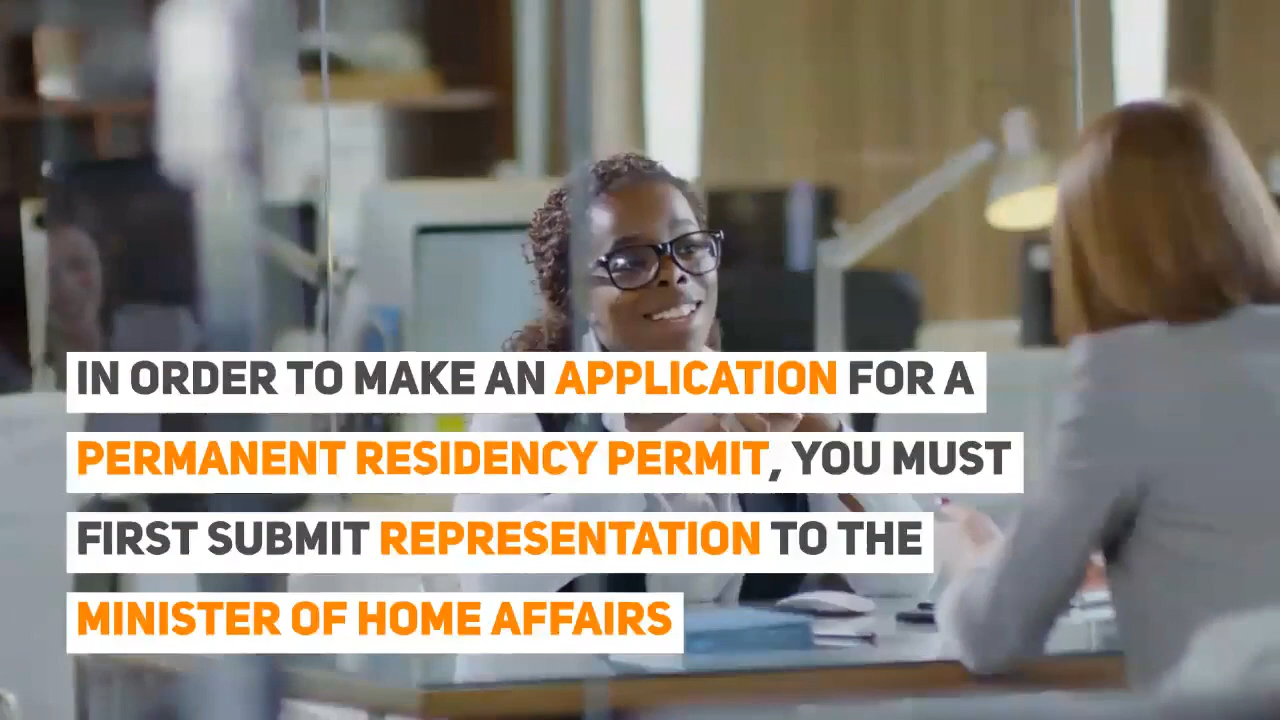 IN ORDER TO MAKE AN APPLICATION FOR A
PERMANENT RESIDENCY PERMIT, YOU MUST
FIRST SUBMIT REPRESENTATION TO THE
MINISTER OF HOME AFFAIRS